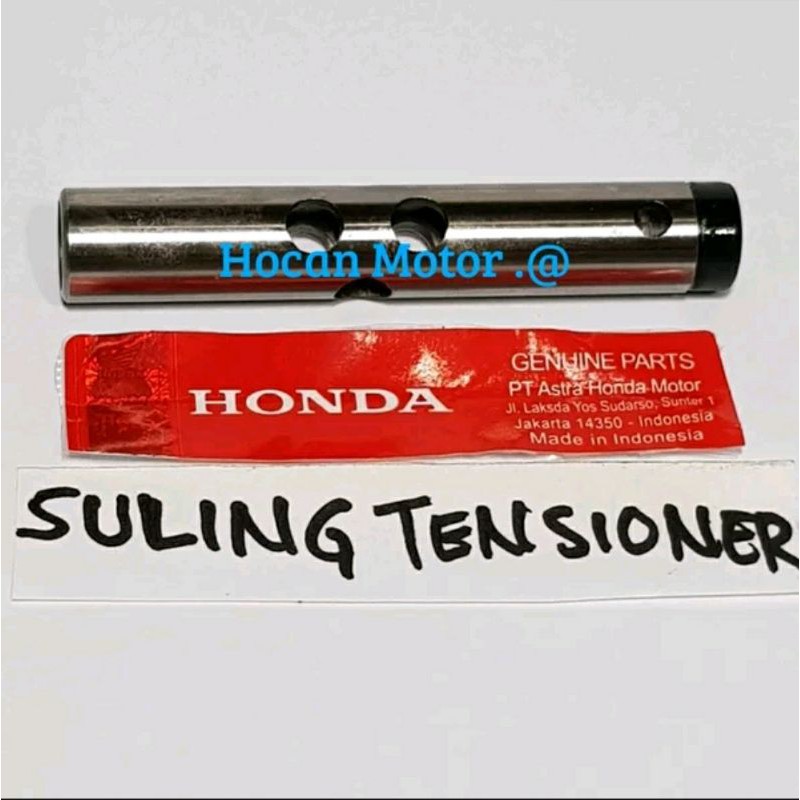 Hocan Motor .@
HONDA
GENUINE PARTS
PT Astra Honda Motor
Jl. Laksda Yos Sudarso, Sunter 1
Jakarta 14350 - Indonesia
Made in Indonesia
SULING TENSIONER